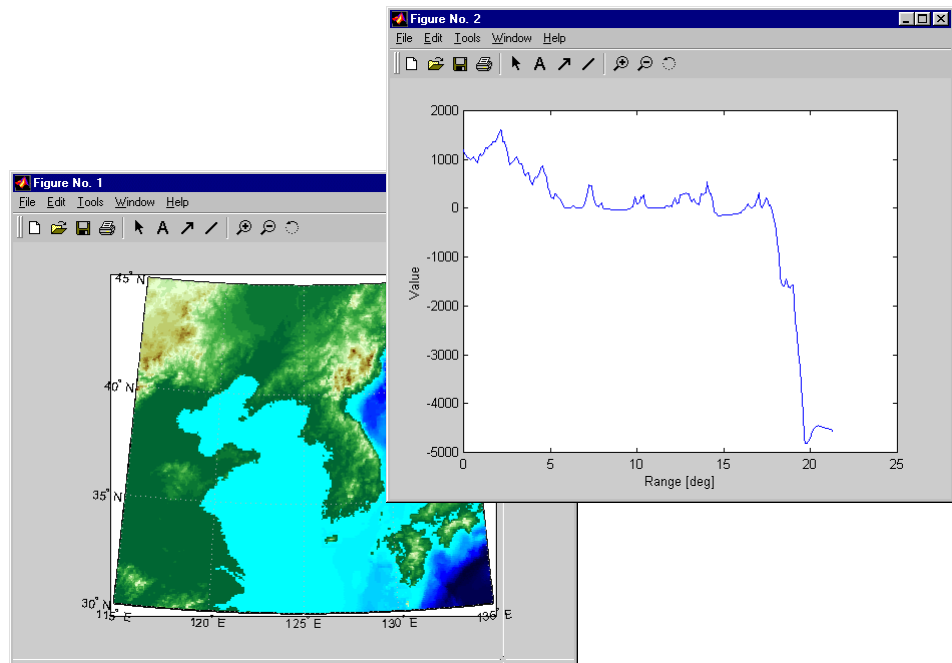 Figure No. 2
File Edit Tools Window Help
A
2000
1000
0
-1000
-2000
-3000
-4000
-5000
Value
0 5 10 15 20 25
Range [deg]
Figure No. 1
File Edit Tools Window Help
A
45° N
40° N
35° N
30° N
115° E 120° E 125° E 130° E 135° E